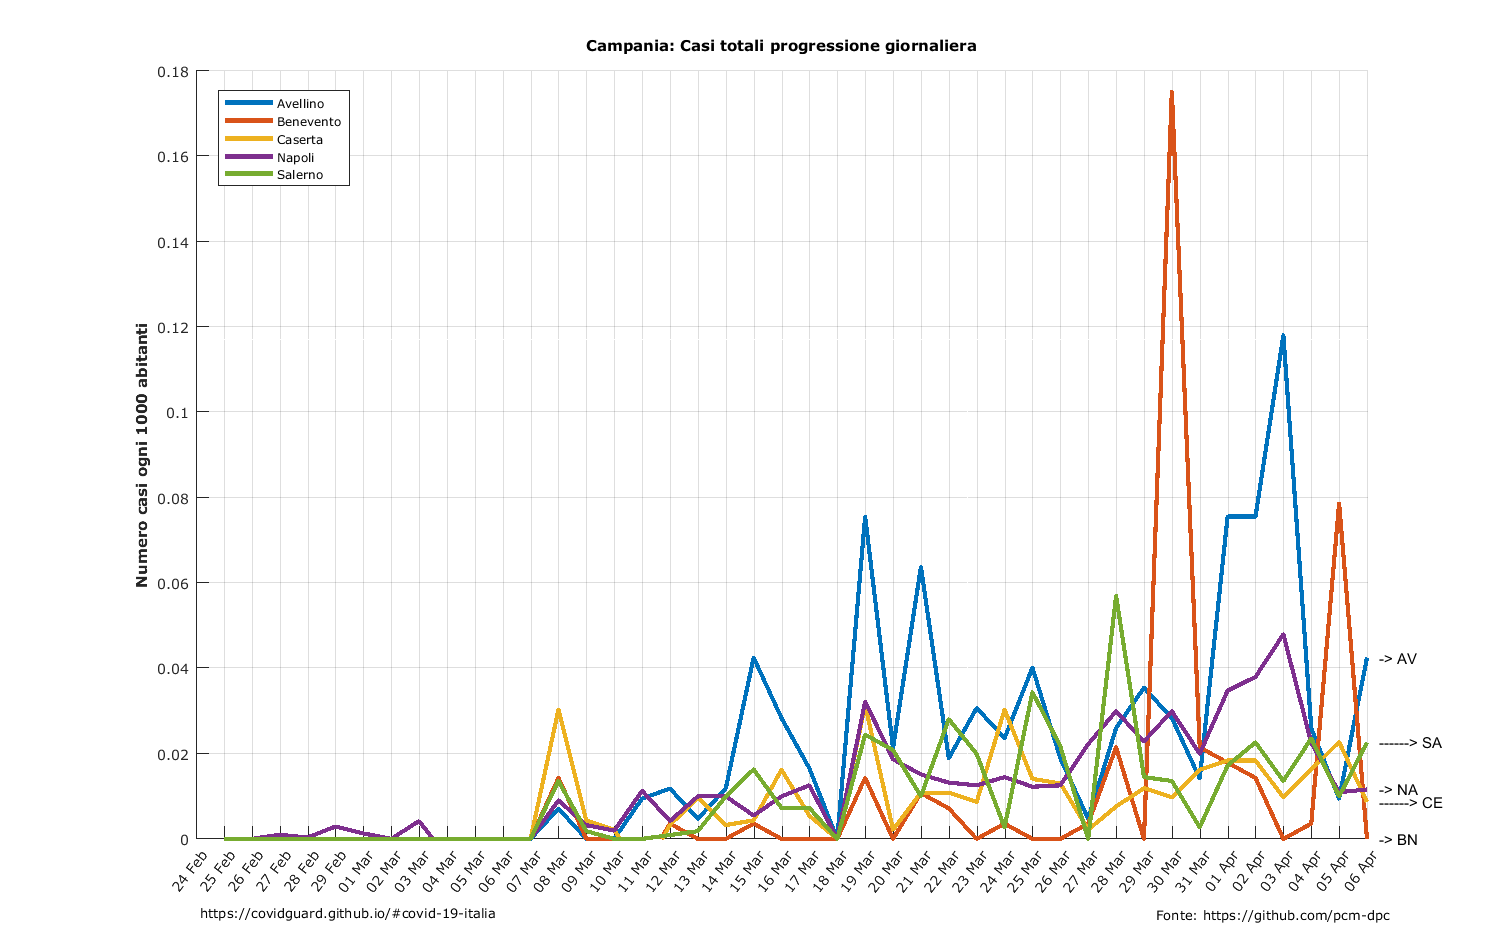 Campania: Casi totali progressione giornaliera
Numero casi ogni 1000 abitanti
0.18
0.16
0.14
0.12
0.1
0.08
0.06
0.04
0.02
0
Avellino
Benevento
Caserta
Napoli
Salerno
-> AV
------> SA
-> NA
------> CE
-> BN
24 Feb
25 Feb
26 Feb
27 Feb
28 Feb
29 Feb
01 Mar
02 Mar
03 Mar
04 Mar
05 Mar
06 Mar
07 Mar
08 Mar
09 Mar
10 Mar
11 Mar
12 Mar
13 Mar
14 Mar
15 Mar
16 Mar
17 Mar
18 Mar
19 Mar
20 Mar
21 Mar
22 Mar
23 Mar
24 Mar
25 Mar
26 Mar
27 Mar
28 Mar
29 Mar
30 Mar
31 Mar
01 Apr
02 Apr
03 Apr
04 Apr
05 Apr
06 Apr
https://covidguard.github.io/#covid-19-italia
Fonte: https://github.com/pcm-dpc